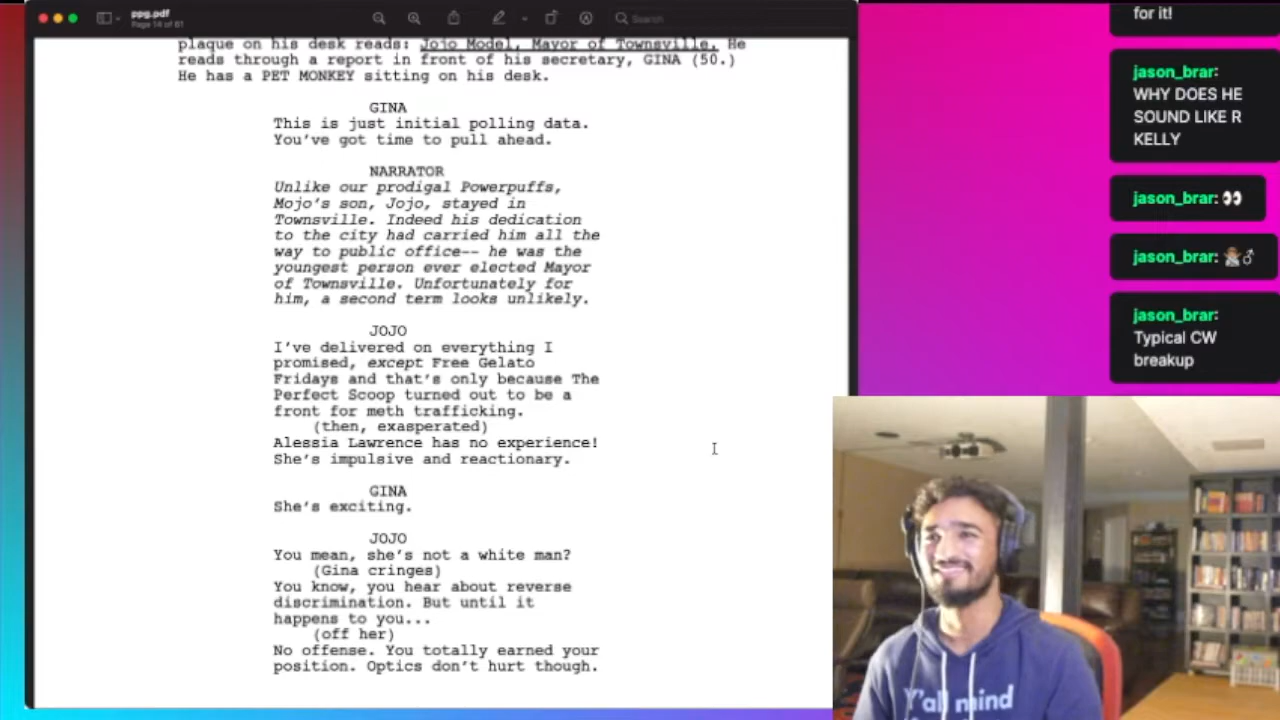 ppg.pdf
Page 14 of 61
Search
plaque on his desk reads: Jojo Model, Mayor of Townsville. He
reads through a report in front of his secretary, GINA (50.)
He has a PET MONKEY sitting on his desk.
GINA
This is just initial polling data.
You've got time to pull ahead.
NARRATOR
Unlike our prodigal Powerpuffs,
Mojo's son, Jojo, stayed in
Townsville. Indeed his dedication
to the city had carried him all the
way to public office-- he was the
youngest person ever elected Mayor
of Townsville. Unfortunately for
him, a second term looks unlikely.
JOJO
I've delivered on everything I
promised, except Free Gelato
Fridays and that's only because The
Perfect Scoop turned out to be a
front for meth trafficking.
(then, exasperated)
Alessia Lawrence has no experience!
She's impulsive and reactionary.
GINA
She's exciting.
JOJO
You mean, she's not a white man?
(Gina cringes)
You know, you hear about reverse
discrimination. But until it
happens to you...
(off her)
No offense. You totally earned your
position. Optics don't hurt though.
for it!
jason_brar:
WHY DOES HE
SOUND LIKE R
KELLY
jason_brar: 👀
jason_brar:
jason_brar:
Typical CW
breakup
Y'all mind